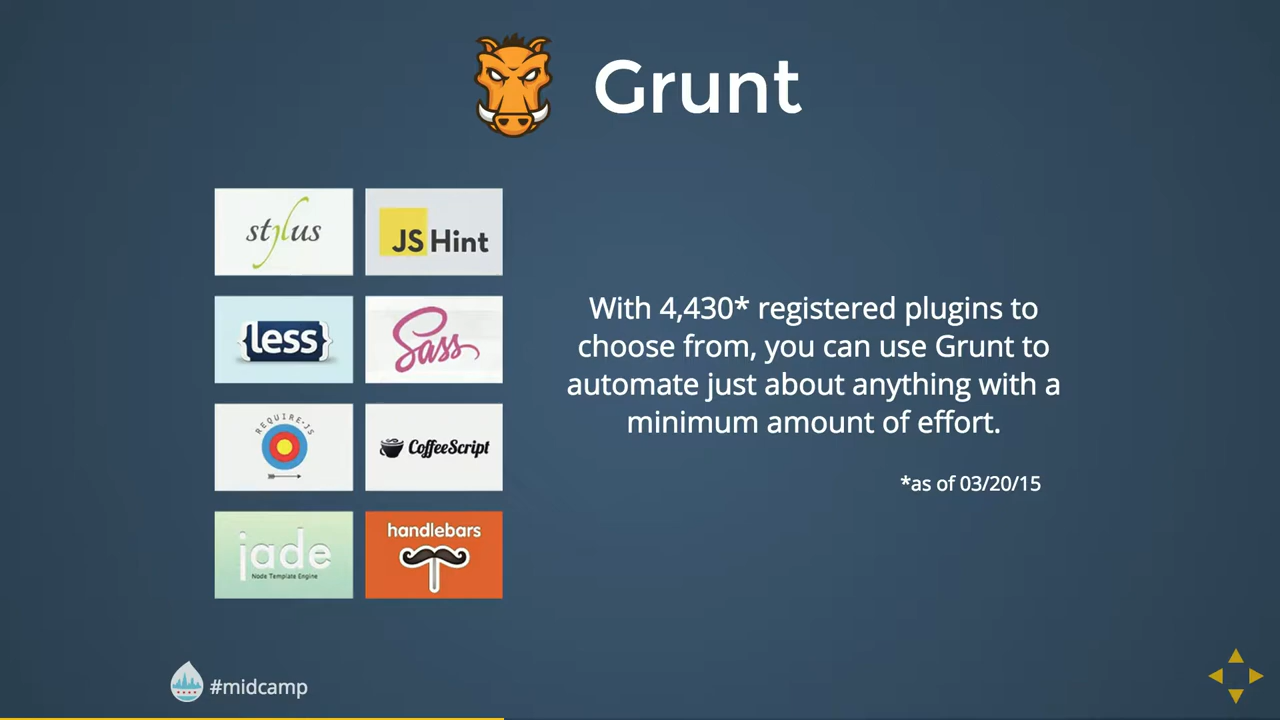 Grunt
stylus
JSHint
{less}
Sass
REQUIRE·JS
CoffeeScript
jade
Node Template Engine
handlebars
With 4,430* registered plugins to
choose from, you can use Grunt to
automate just about anything with a
minimum amount of effort.
*as of 03/20/15
#midcamp